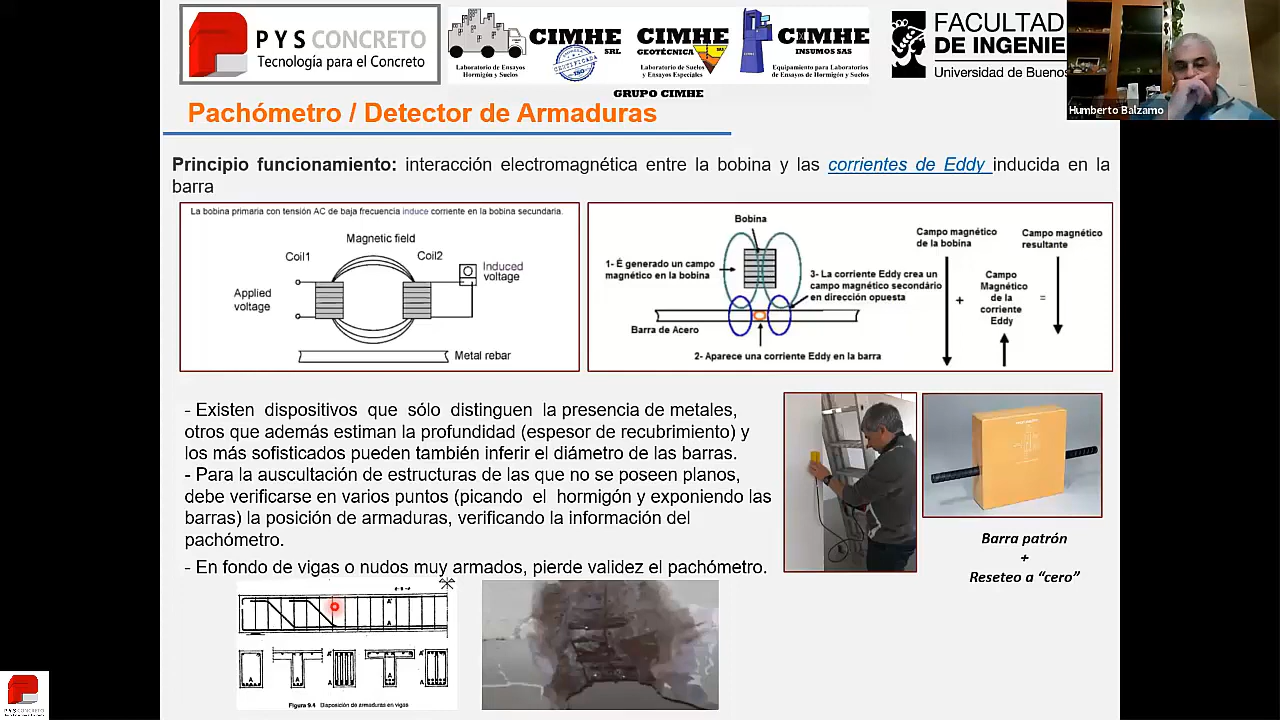 PYS CONCRETO
Tecnología para el Concreto
CIMHE SRL
Laboratorio de Ensayos
Hormigón y Suelos
CERTIFICADA
ISO
CIMHE
GEOTÉCNICA
Laboratorio de Suelos
y Ensayos Especiales
CIMHE
INSUMOS SAS
Equipamiento para Laboratorios
de Ensayos de Hormigón y Suelos
GRUPO CIMHE
FACULTAD
DE INGENIE
Universidad de Buenos
Humberto Balzamo
Pachómetro / Detector de Armaduras
Principio funcionamiento: interacción electromagnética entre la bobina y las corrientes de Eddy inducida en la
barra
La bobina primaria con tensión AC de baja frecuencia induce corriente en la bobina secundaria.
Magnetic field
Coil1
Coil2
Induced
voltage
Applied
voltage
Metal rebar
Bobina
1- É generado un campo
magnético en la bobina
3- La corriente Eddy crea un
campo magnético secundário
en dirección opuesta
Barra de Acero
2- Aparece una corriente Eddy en la barra
Campo magnético
de la bobina
+
Campo
Magnético
de la
corriente
Eddy
=
Campo magnético
resultante
- Existen dispositivos que sólo distinguen la presencia de metales,
otros que además estiman la profundidad (espesor de recubrimiento) y
los más sofisticados pueden también inferir el diámetro de las barras.
- Para la auscultación de estructuras de las que no se poseen planos,
debe verificarse en varios puntos (picando el hormigón y exponiendo las
barras) la posición de armaduras, verificando la información del
pachómetro.
- En fondo de vigas o nudos muy armados, pierde validez el pachómetro.
Barra patrón
+
Reseteo a “cero”
A'
A
A
A
A'
A
A'
A
A'
A
Figura 9.4 Disposición de armaduras en vigas
PYS CONCRETO